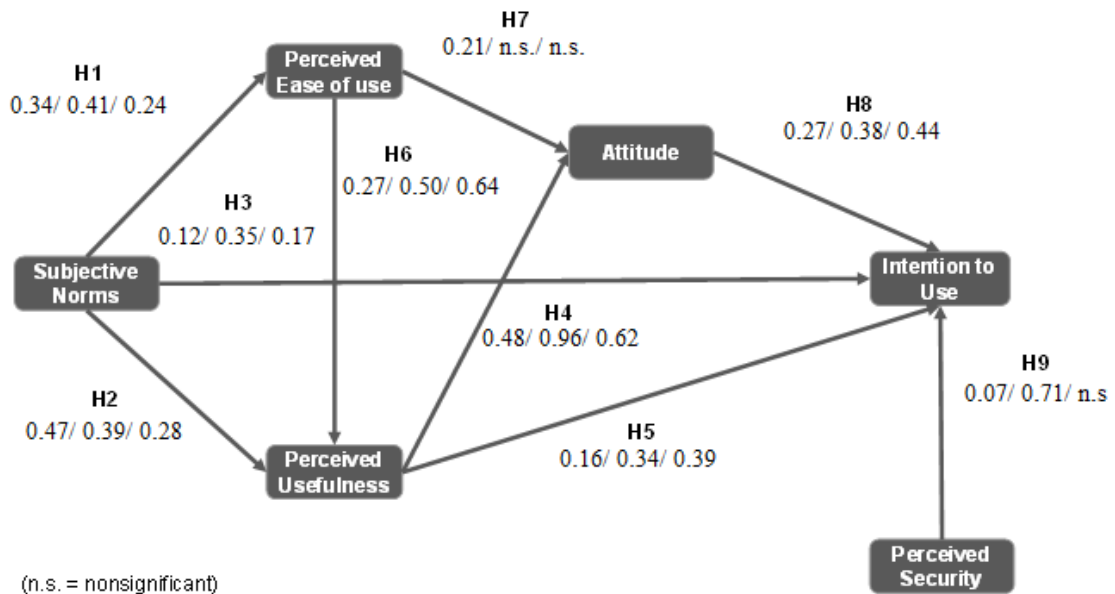 H7
0.21/ n.s./ n.s.
Perceived
Ease of use
H1
0.34/ 0.41/ 0.24
H8
0.27/ 0.38/ 0.44
Attitude
H6
0.27/ 0.50/ 0.64
H3
0.12/ 0.35/ 0.17
Subjective
Norms
Intention to
Use
H4
0.48/ 0.96/ 0.62
H9
0.07/ 0.71/ n.s
H2
0.47/ 0.39/ 0.28
H5
0.16/ 0.34/ 0.39
Perceived
Usefulness
Perceived
Security
(n.s. = nonsignificant)